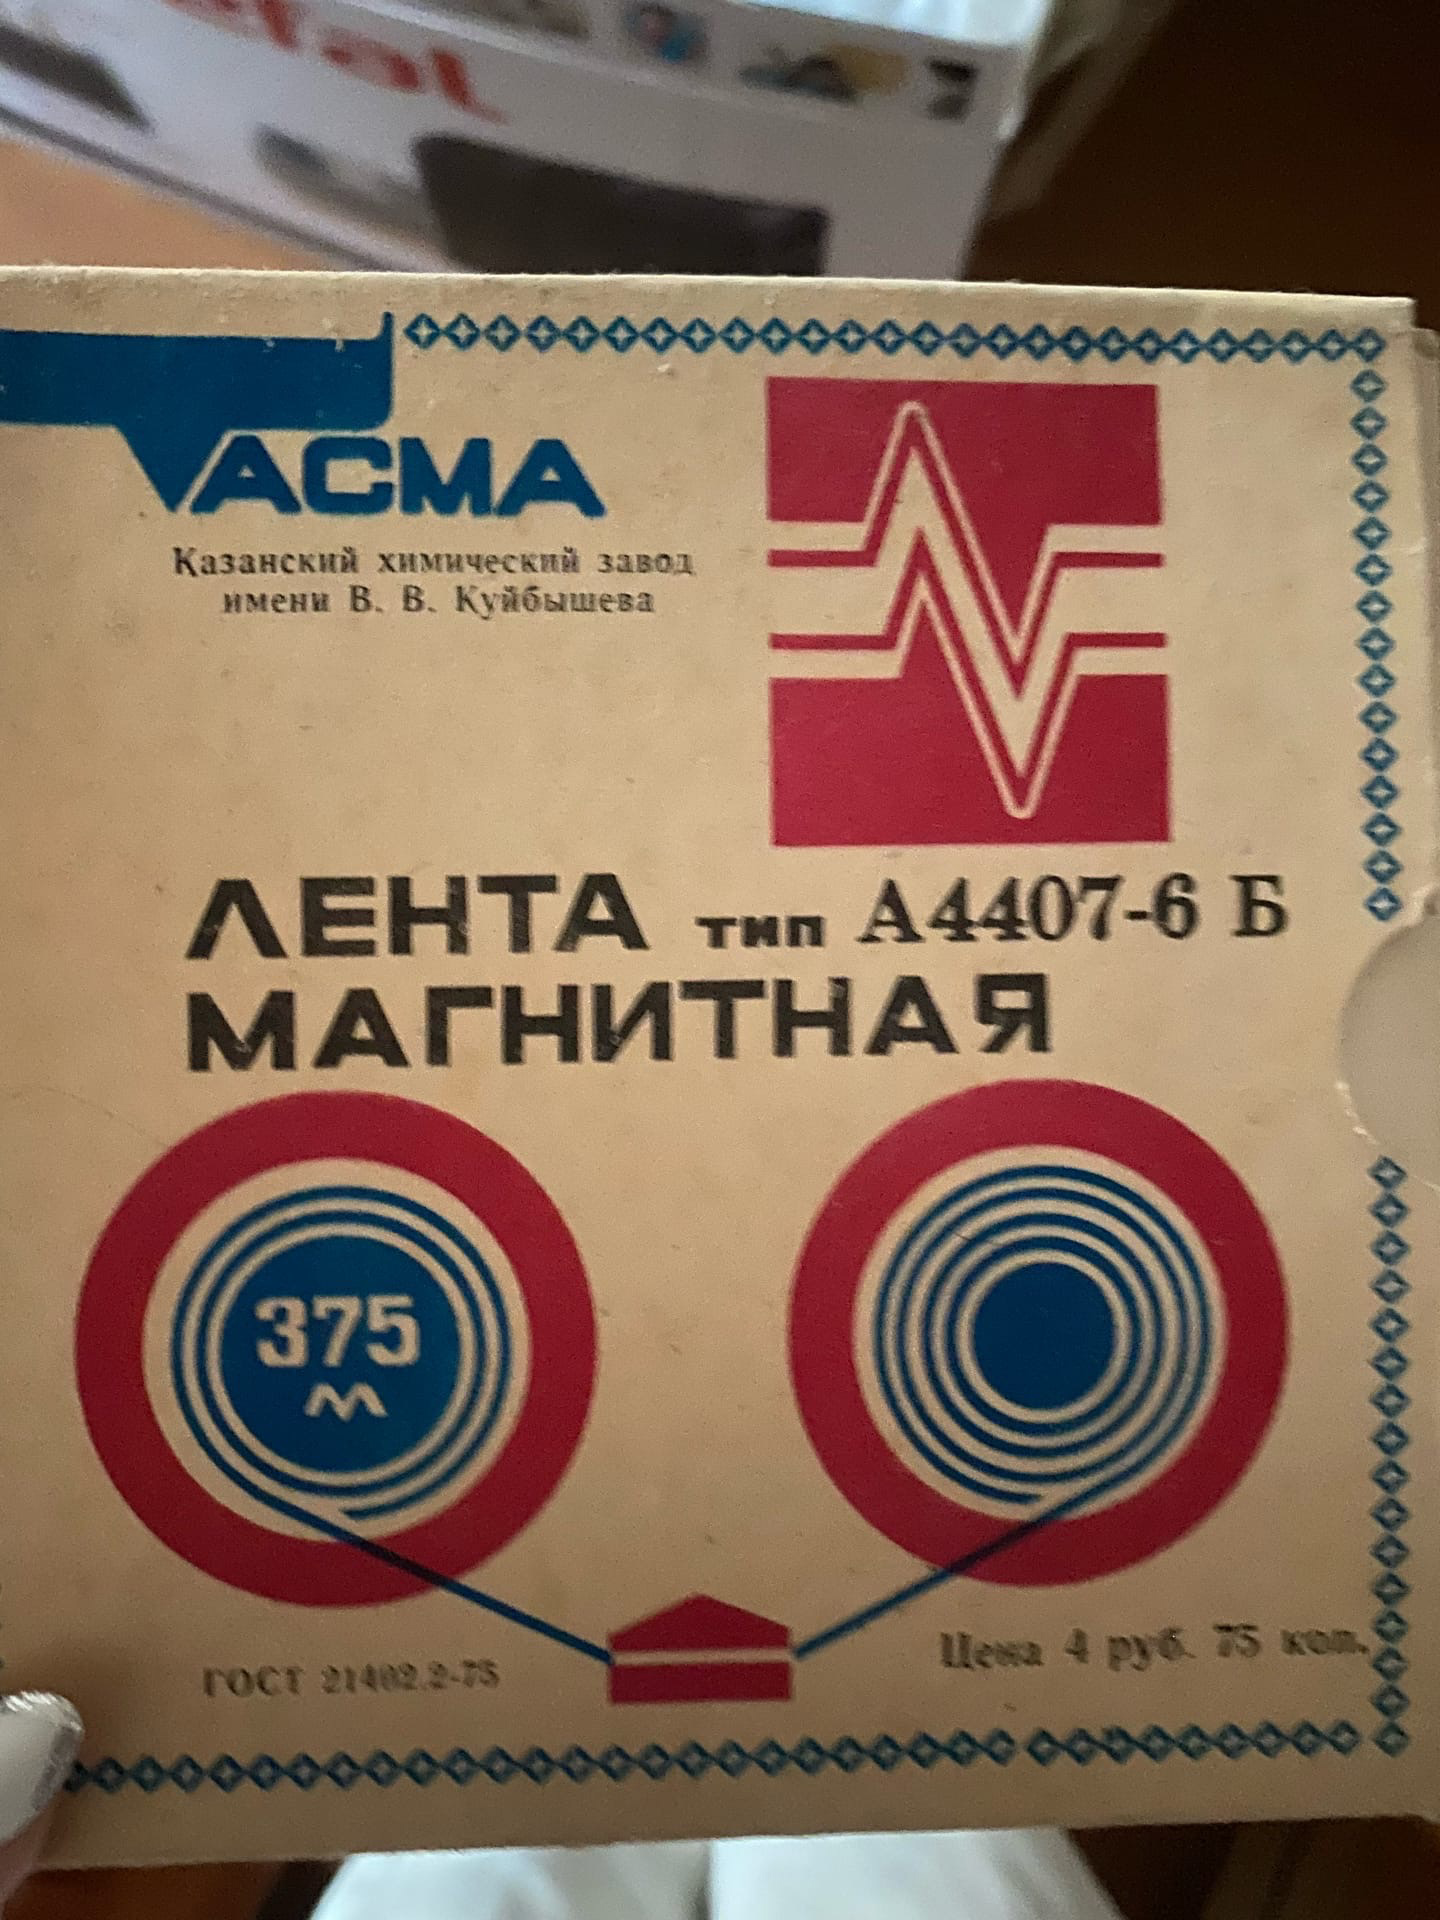 ТАСМА
Казанский химический завод
имени В. В. Куйбышева
ЛЕНТА тип А4407-6 Б
МАГНИТНАЯ
375
м
ГОСТ 21402.2-75
Цена 4 руб. 75 коп.